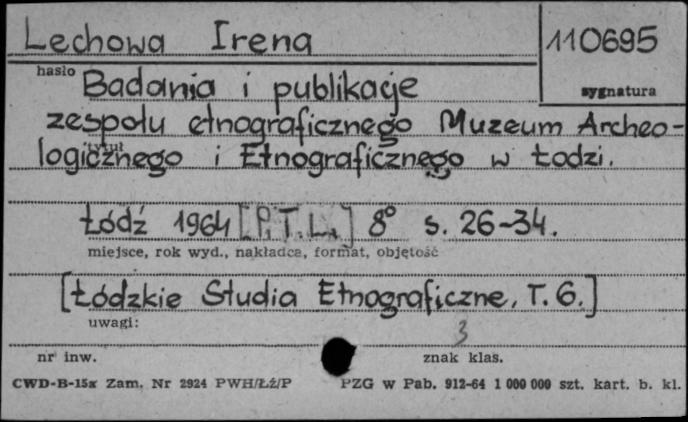 Lechowa Irena
110695
hasło
sygnatura
Badania i publikacje
zespołu etnograficznego Muzeum Archeo-
tytuł
logicznego i Etnograficznego w Łodzi.
Łódź 1964 [P.T.L.] 8° s. 26-34.
miejsce, rok wyd., nakładca, format, objętość
[Łódzkie Studia Etnograficzne, T. 6.]
uwagi:
3
nr inw.
znak klas.
CWD-B-15a Zam. Nr 2924 PWH/Łż/P PZG w Pab. 912-64 1 000 000 szt. kart. b. kl.